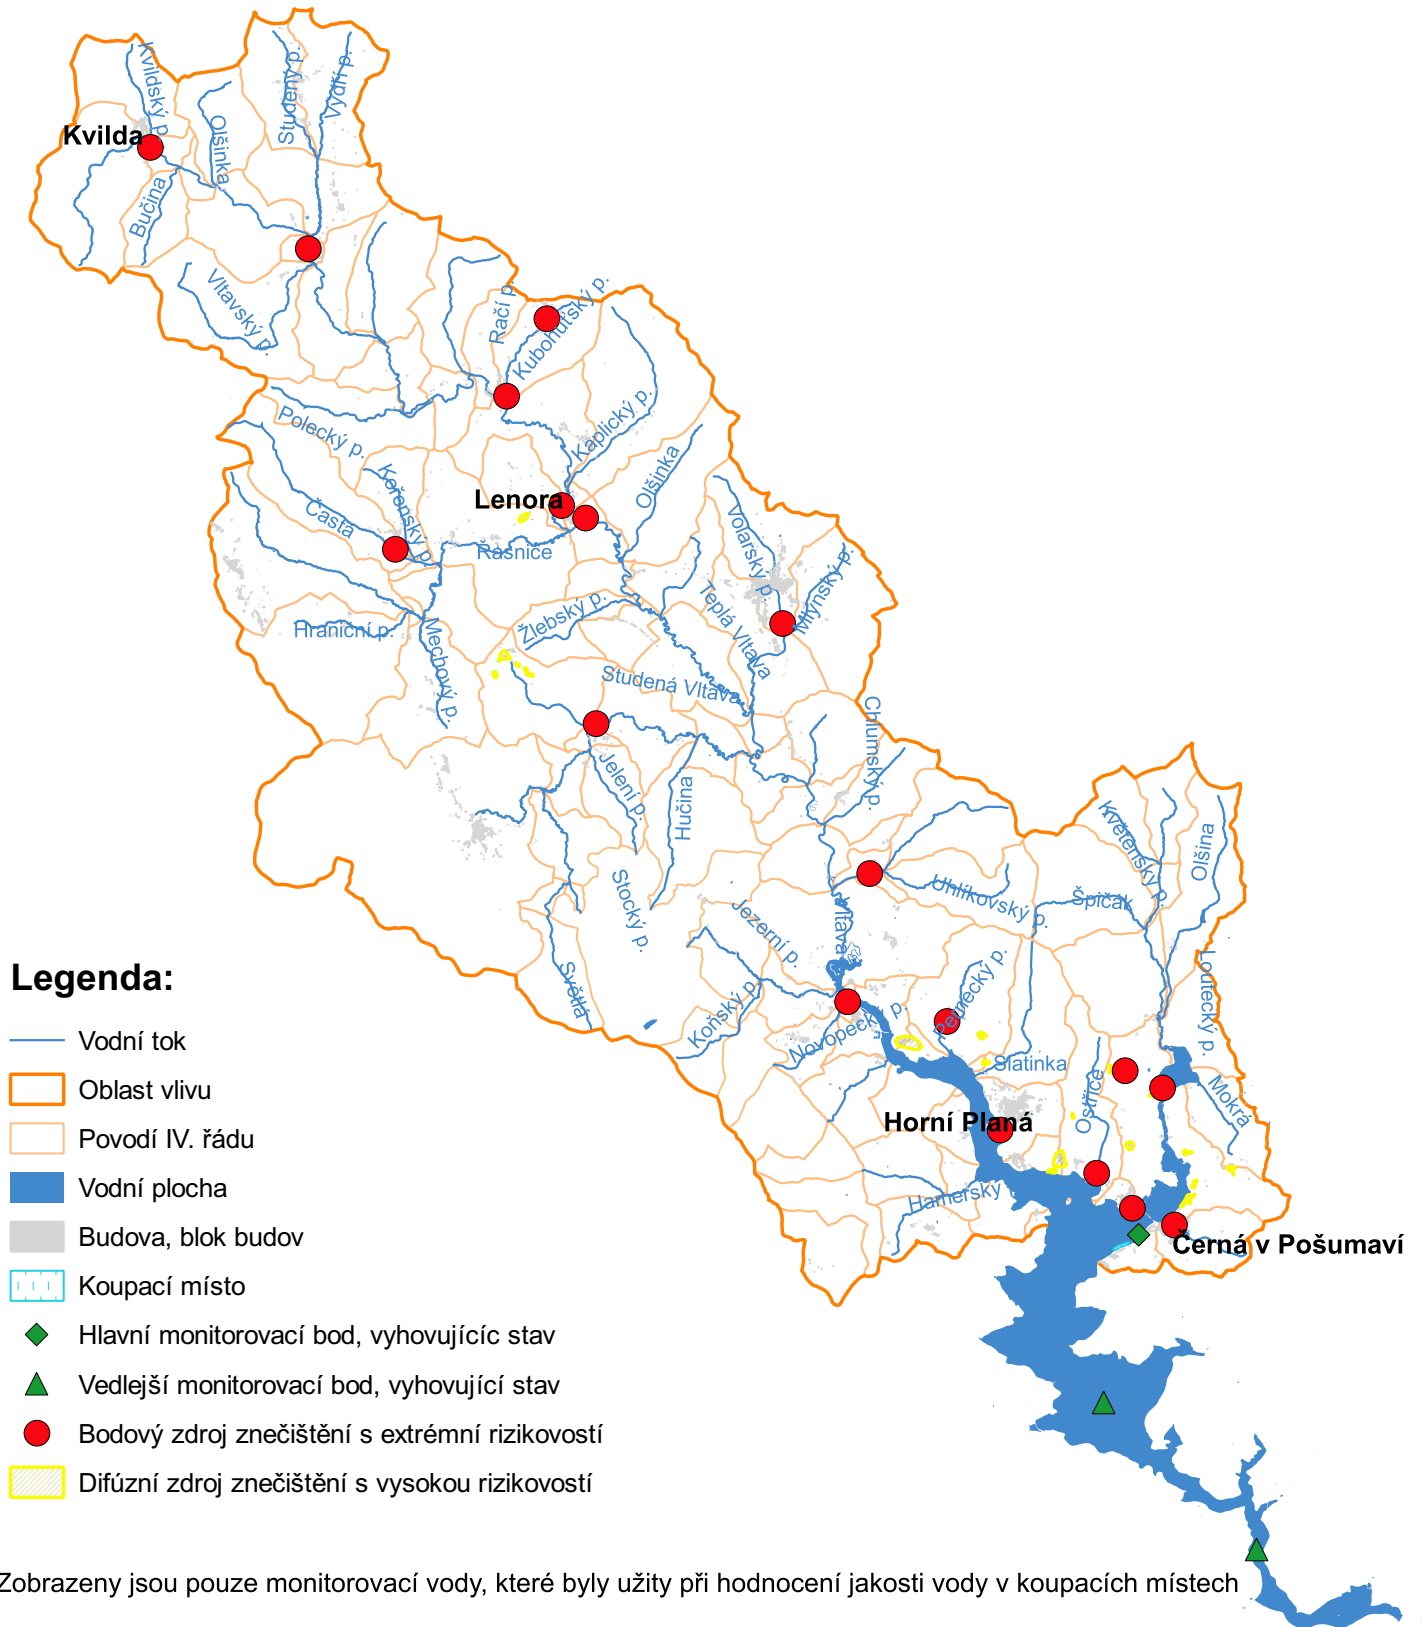 Kvildský p.
Studený p.
Vydří p.
Kvilda
Olšinka
Bučina
Vltavský p.
Račí p.
Kubohuťský p.
Polecký p.
Kaplický p.
Kořenský p.
Olšinka
Lenora
Častá
Volarský p.
Řasnice
Mlýnský p.
Teplá Vltava
Žlebský p.
Hraniční p.
Mechový p.
Studená Vltava
Chlumský p.
Jelení p.
Hučina
Květenský p.
Olšina
Stocký p.
Uhlíkovský p.
Špičák
Jezerní p.
Vltava
Světlá
Koňský p.
Pernecký p.
Loutecký p.
Novopecký p.
Slatinka
Ostřice
Mokrá
Horní Planá
Hamerský
Černá v Pošumaví
Legenda:
Vodní tok
Oblast vlivu
Povodí IV. řádu
Vodní plocha
Budova, blok budov
Koupací místo
Hlavní monitorovací bod, vyhovujícíc stav
Vedlejší monitorovací bod, vyhovující stav
Bodový zdroj znečištění s extrémní rizikovostí
Difúzní zdroj znečištění s vysokou rizikovostí
Zobrazeny jsou pouze monitorovací vody, které byly užity při hodnocení jakosti vody v koupacích místech